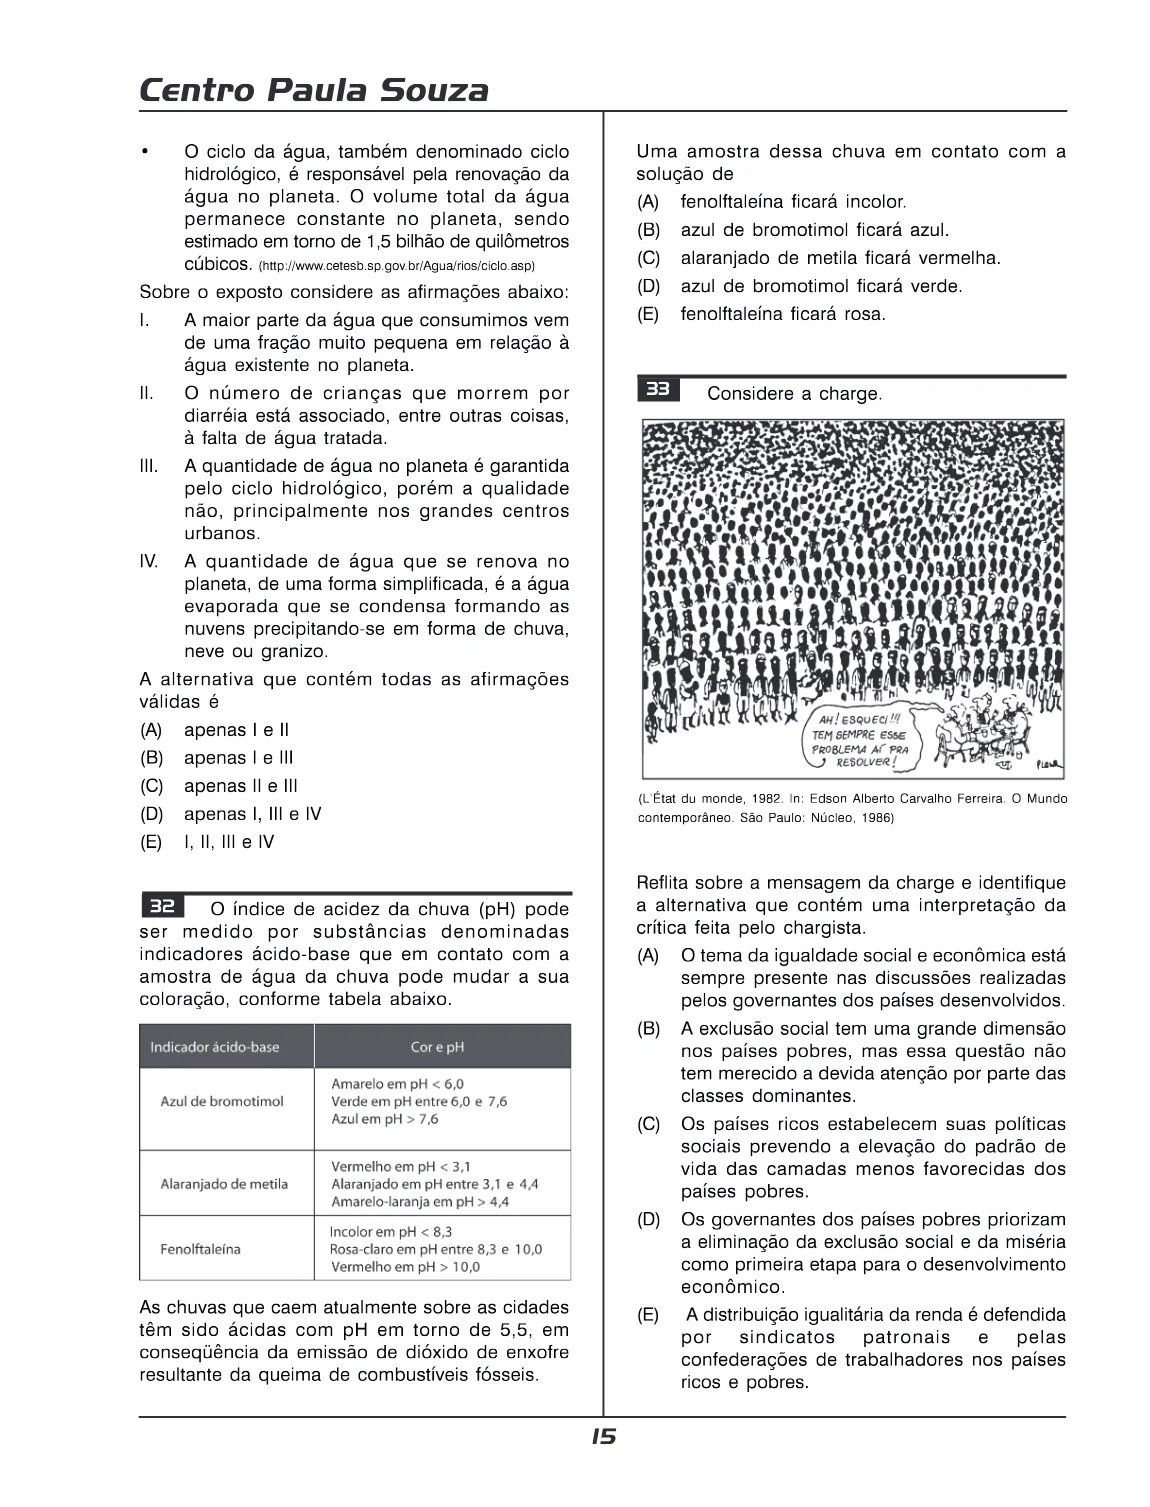 Centro Paula Souza
• O ciclo da água, também denominado ciclo
hidrológico, é responsável pela renovação da
água no planeta. O volume total da água
permanece constante no planeta, sendo
estimado em torno de 1,5 bilhão de quilômetros
cúbicos. (http://www.cetesb.sp.gov.br/Agua/rios/ciclo.asp)
Sobre o exposto considere as afirmações abaixo:
I. A maior parte da água que consumimos vem
de uma fração muito pequena em relação à
água existente no planeta.
II. O número de crianças que morrem por
diarréia está associado, entre outras coisas,
à falta de água tratada.
III. A quantidade de água no planeta é garantida
pelo ciclo hidrológico, porém a qualidade
não, principalmente nos grandes centros
urbanos.
IV. A quantidade de água que se renova no
planeta, de uma forma simplificada, é a água
evaporada que se condensa formando as
nuvens precipitando-se em forma de chuva,
neve ou granizo.
A alternativa que contém todas as afirmações
válidas é
(A) apenas I e II
(B) apenas I e III
(C) apenas II e III
(D) apenas I, III e IV
(E) I, II, III e IV
32 O índice de acidez da chuva (pH) pode
ser medido por substâncias denominadas
indicadores ácido-base que em contato com a
amostra de água da chuva pode mudar a sua
coloração, conforme tabela abaixo.
Indicador ácido-base Cor e pH
Azul de bromotimol
Amarelo em pH < 6,0
Verde em pH entre 6,0 e 7,6
Azul em pH > 7,6
Alaranjado de metila
Vermelho em pH < 3,1
Alaranjado em pH entre 3,1 e 4,4
Amarelo-laranja em pH > 4,4
Fenolftaleína
Incolor em pH < 8,3
Rosa-claro em pH entre 8,3 e 10,0
Vermelho em pH > 10,0
As chuvas que caem atualmente sobre as cidades
têm sido ácidas com pH em torno de 5,5, em
conseqüência da emissão de dióxido de enxofre
resultante da queima de combustíveis fósseis.
Uma amostra dessa chuva em contato com a
solução de
(A) fenolftaleína ficará incolor.
(B) azul de bromotimol ficará azul.
(C) alaranjado de metila ficará vermelha.
(D) azul de bromotimol ficará verde.
(E) fenolftaleína ficará rosa.
33 Considere a charge.
AH! ESQUECI!!!
TEM SEMPRE ESSE
PROBLEMA AÍ PRA
RESOLVER!
(L'État du monde, 1982. In: Edson Alberto Carvalho Ferreira. O Mundo
contemporâneo. São Paulo: Núcleo, 1986)
Reflita sobre a mensagem da charge e identifique
a alternativa que contém uma interpretação da
crítica feita pelo chargista.
(A) O tema da igualdade social e econômica está
sempre presente nas discussões realizadas
pelos governantes dos países desenvolvidos.
(B) A exclusão social tem uma grande dimensão
nos países pobres, mas essa questão não
tem merecido a devida atenção por parte das
classes dominantes.
(C) Os países ricos estabelecem suas políticas
sociais prevendo a elevação do padrão de
vida das camadas menos favorecidas dos
países pobres.
(D) Os governantes dos países pobres priorizam
a eliminação da exclusão social e da miséria
como primeira etapa para o desenvolvimento
econômico.
(E) A distribuição igualitária da renda é defendida
por sindicatos patronais e pelas
confederações de trabalhadores nos países
ricos e pobres.
15